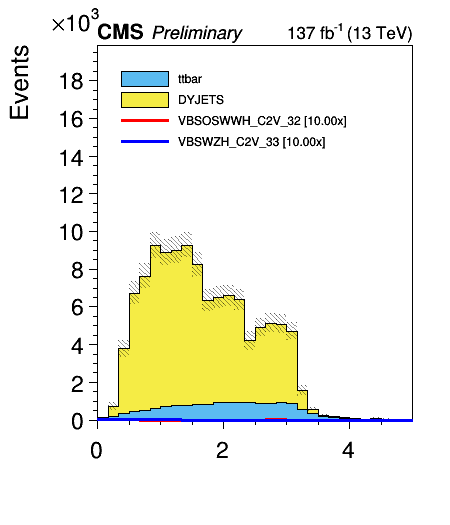 ×10³
CMS Preliminary 137 fb⁻¹ (13 TeV)
Events
18
16
14
12
10
8
6
4
2
0
ttbar
DYJETS
VBSOSWWH_C2V_32 [10.00x]
VBSWZH_C2V_33 [10.00x]
0 2 4